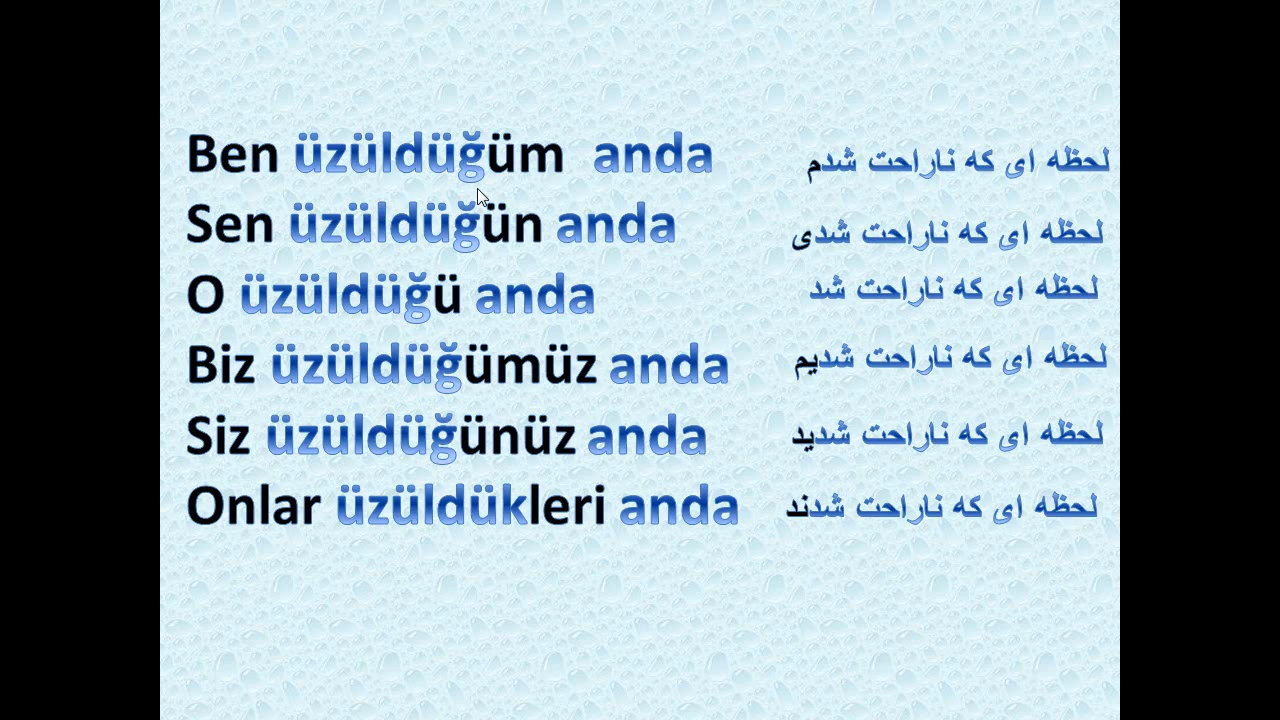 Ben üzüldüğüm anda لحظه ای که ناراحت شدم
Sen üzüldüğün anda لحظه ای که ناراحت شدی
O üzüldüğü anda لحظه ای که ناراحت شد
Biz üzüldüğümüz anda لحظه ای که ناراحت شدیم
Siz üzüldüğünüz anda لحظه ای که ناراحت شدید
Onlar üzüldükleri anda لحظه ای که ناراحت شدند